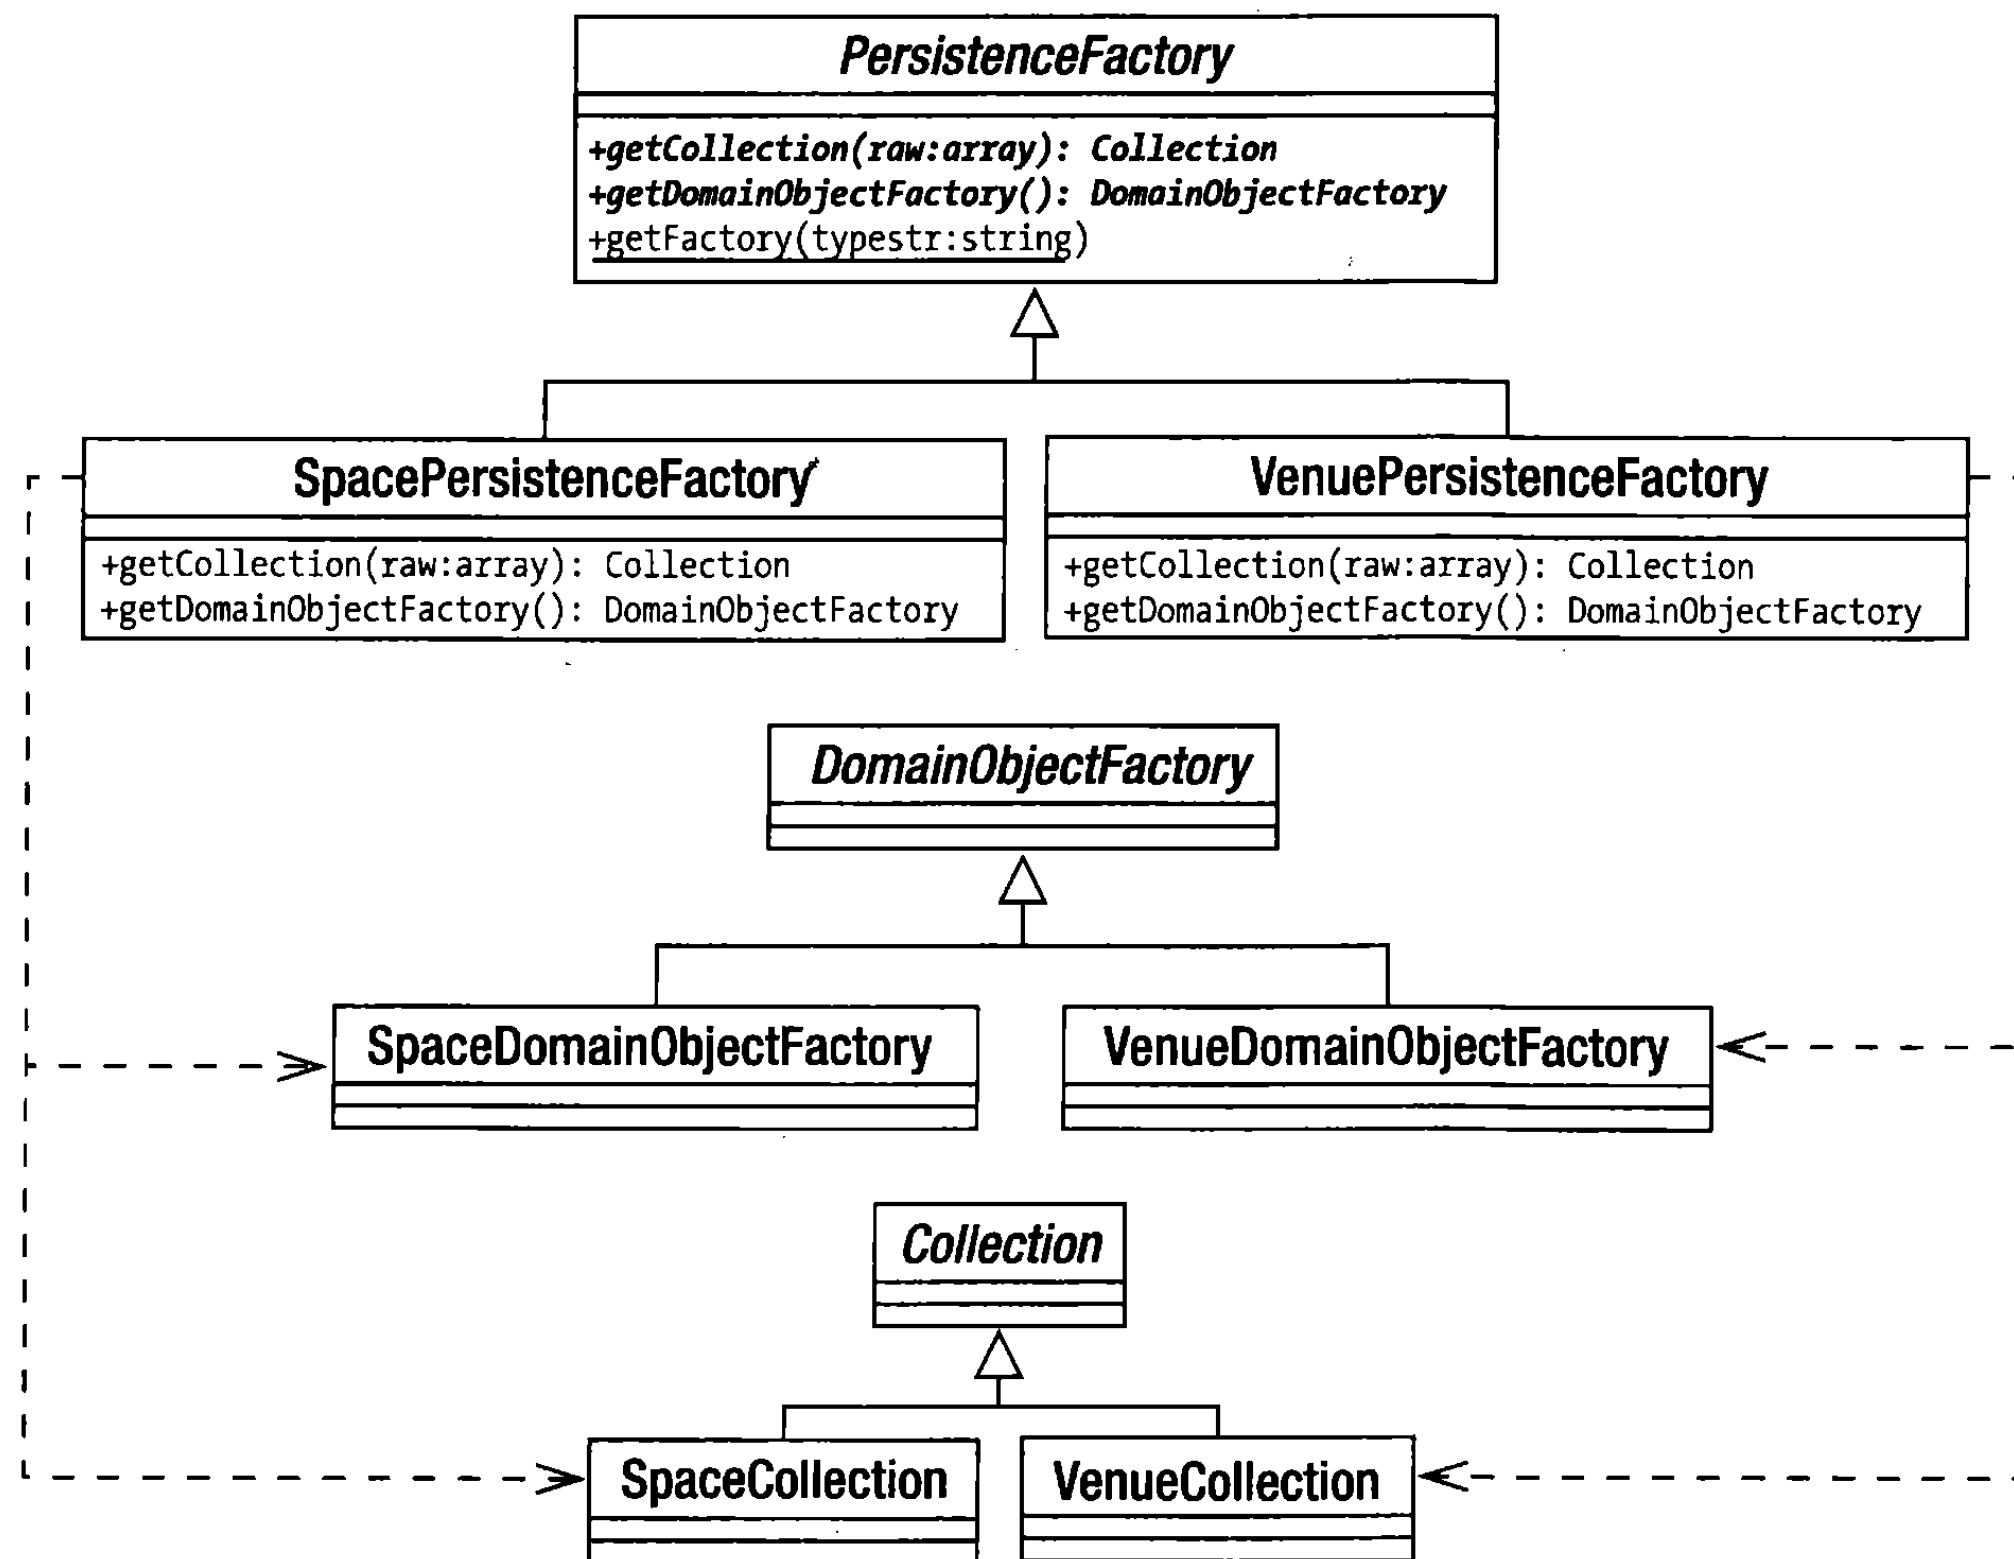 PersistenceFactory
+getCollection(raw:array): Collection
+getDomainObjectFactory(): DomainObjectFactory
+getFactory(typestr:string)
SpacePersistenceFactory
+getCollection(raw:array): Collection
+getDomainObjectFactory(): DomainObjectFactory
VenuePersistenceFactory
+getCollection(raw:array): Collection
+getDomainObjectFactory(): DomainObjectFactory
DomainObjectFactory
SpaceDomainObjectFactory
VenueDomainObjectFactory
Collection
SpaceCollection
VenueCollection